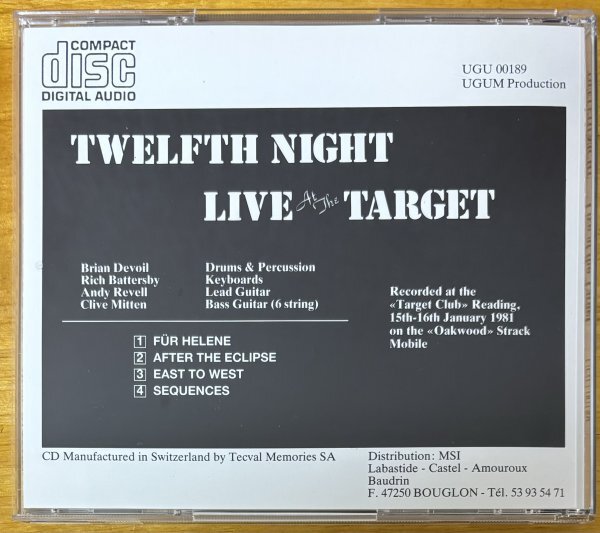 COMPACT
disc
DIGITAL AUDIO
UGU 00189
UGUM Production
TWELFTH NIGHT
LIVE At The TARGET
Brian Devoil Drums & Percussion
Rich Battersby Keyboards
Andy Revell Lead Guitar
Clive Mitten Bass Guitar (6 string)
Recorded at the
«Target Club» Reading,
15th-16th January 1981
on the «Oakwood» 8track
Mobile
1 FÜR HELENE
2 AFTER THE ECLIPSE
3 EAST TO WEST
4 SEQUENCES
CD Manufactured in Switzerland by Tecval Memories SA
Distribution: MSI
Labastide - Castel - Amouroux
Baudrin
F. 47250 BOUGLON - Tél. 53 93 54 71